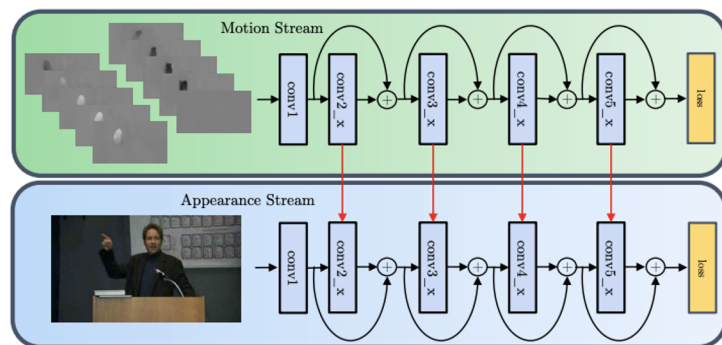 Motion Stream
conv1
conv2_x
+
conv3_x
+
conv4_x
+
conv5_x
+
loss
Appearance Stream
conv1
conv2_x
+
conv3_x
+
conv4_x
+
conv5_x
+
loss